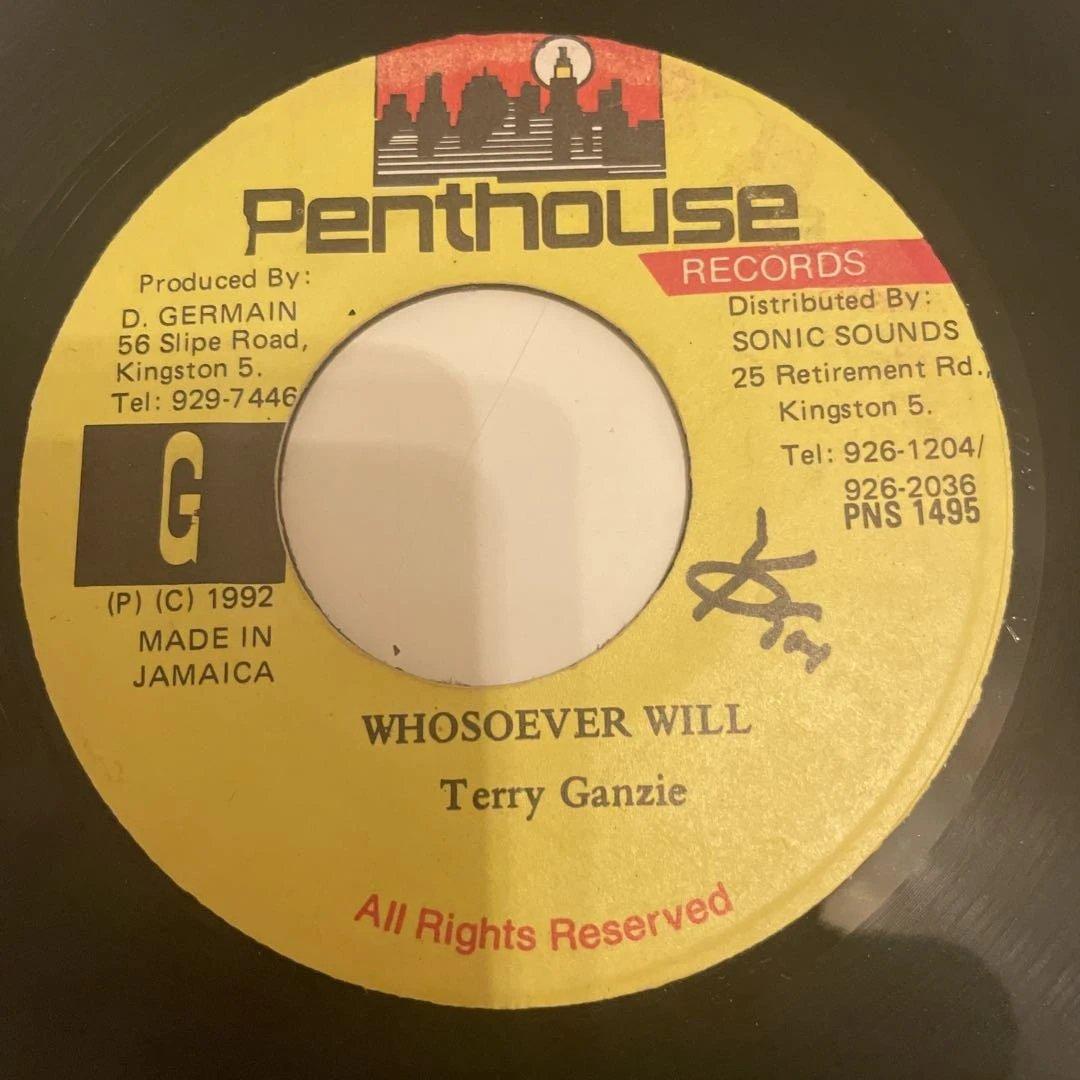 Penthouse
RECORDS
Produced By:
D. GERMAIN
56 Slipe Road,
Kingston 5.
Tel: 929-7446
G
(P) (C) 1992
MADE IN
JAMAICA
Distributed By:
SONIC SOUNDS
25 Retirement Rd.,
Kingston 5.
Tel: 926-1204/
926-2036
PNS 1495
WHOSOEVER WILL
Terry Ganzie
All Rights Reserved